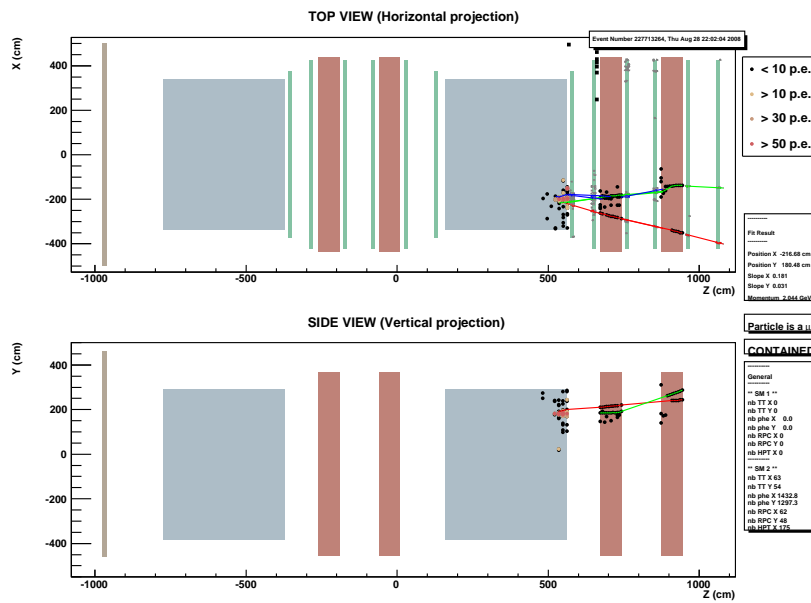 TOP VIEW (Horizontal projection)
Event Number 227713264, Thu Aug 28 22:02:04 2008
X (cm)
400
200
0
-200
-400
-1000
-500
0
500
1000
Z (cm)
< 10 p.e.
> 10 p.e.
> 30 p.e.
> 50 p.e.
----------
Fit Result
----------
Position X -216.68 cm
Position Y 180.48 cm
Slope X 0.181
Slope Y 0.031
Momentum 2.044 GeV
SIDE VIEW (Vertical projection)
Y (cm)
400
200
0
-200
-400
-1000
-500
0
500
1000
Z (cm)
Particle is a μ
CONTAINED
----------
General
----------
** SM 1 **
nb TT X 0
nb TT Y 0
nb phe X 0.0
nb phe Y 0.0
nb RPC X 0
nb RPC Y 0
nb HPT X 0
----------
** SM 2 **
nb TT X 63
nb TT Y 54
nb phe X 1432.8
nb phe Y 1297.3
nb RPC X 62
nb RPC Y 48
nb HPT X 175